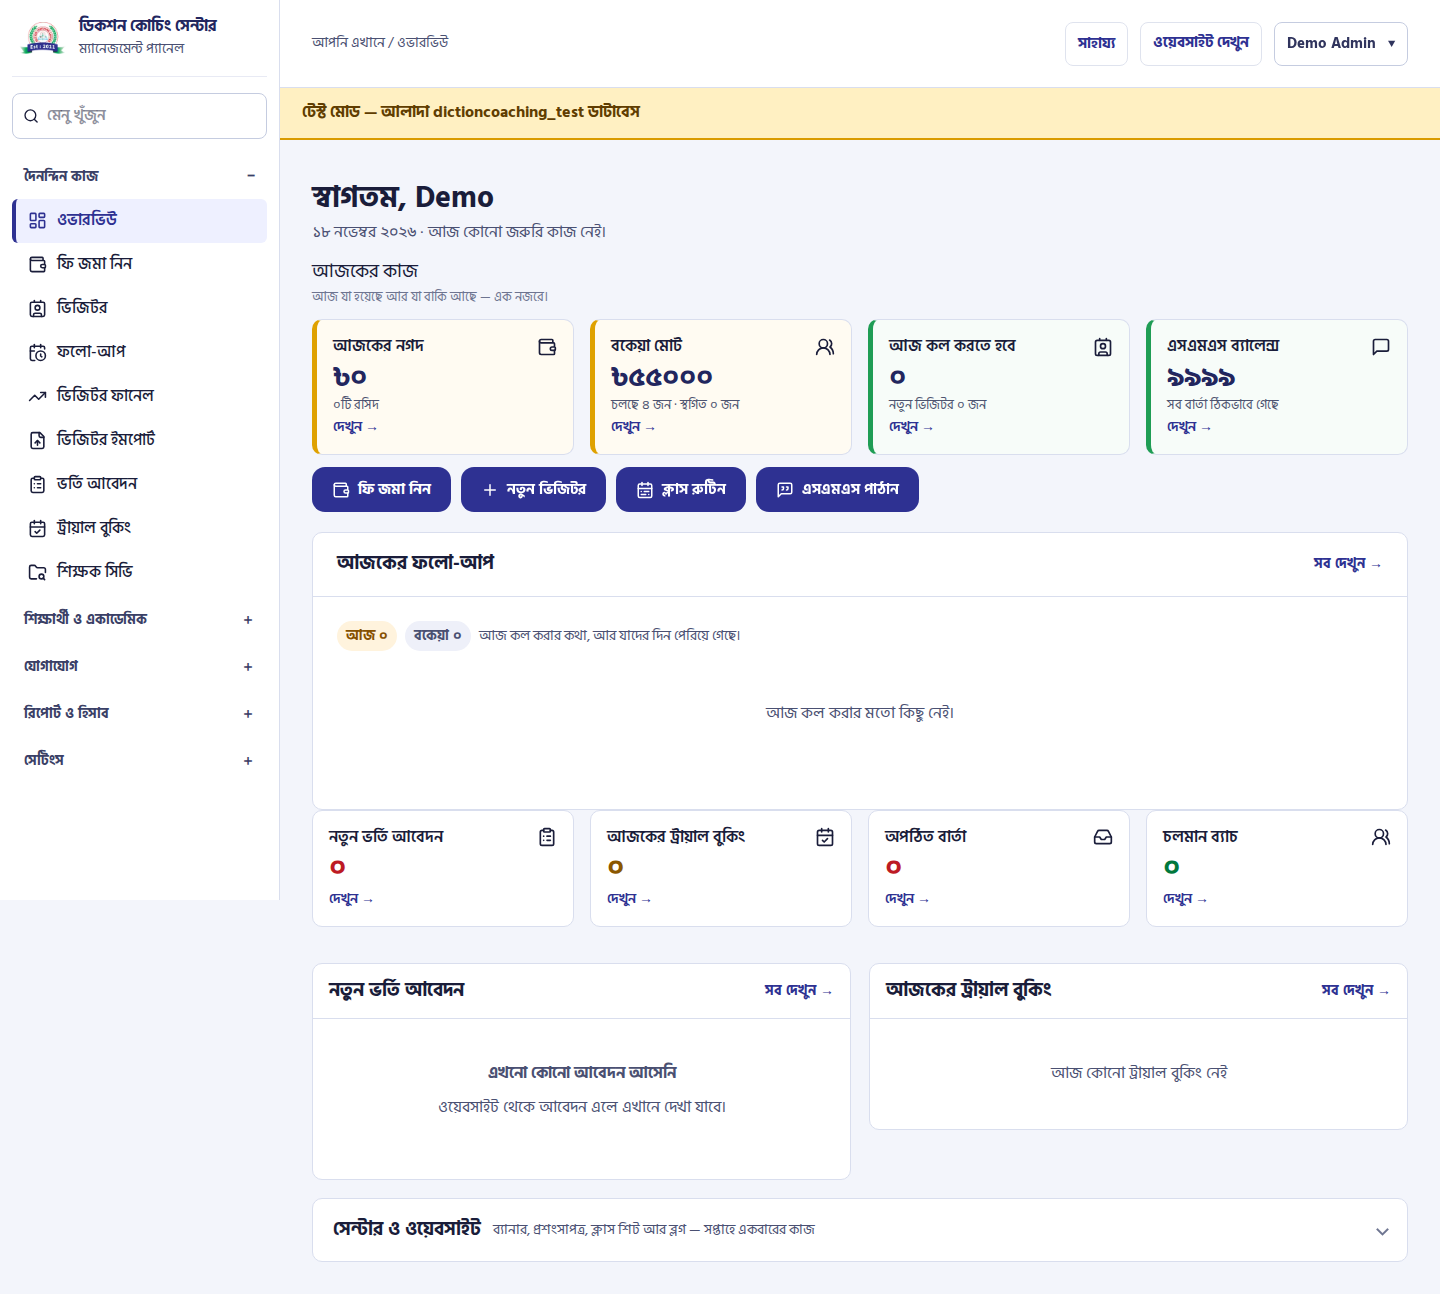 ডিকশন কোচিং সেন্টার
ম্যানেজমেন্ট প্যানেল
Est : 2011
মেনু খুঁজুন
দৈনন্দিন কাজ −
ওভারভিউ
ফি জমা নিন
ভিজিটর
ফলো-আপ
ভিজিটর ফানেল
ভিজিটর ইমপোর্ট
ভর্তি আবেদন
ট্রায়াল বুকিং
শিক্ষক সিভি
শিক্ষার্থী ও একাডেমিক +
যোগাযোগ +
রিপোর্ট ও হিসাব +
সেটিংস +
আপনি এখানে / ওভারভিউ
সাহায্য
ওয়েবসাইট দেখুন
Demo Admin ▾
টেস্ট মোড — আলাদা dictioncoaching_test ডাটাবেস
স্বাগতম, Demo
১৮ নভেম্বর ২০২৬ · আজ কোনো জরুরি কাজ নেই।
আজকের কাজ
আজ যা হয়েছে আর যা বাকি আছে — এক নজরে।
আজকের নগদ
৳০
০টি রসিদ
দেখুন →
বকেয়া মোট
৳৫৫০০০
চলছে ৪ জন · স্থগিত ০ জন
দেখুন →
আজ কল করতে হবে
০
নতুন ভিজিটর ০ জন
দেখুন →
এসএমএস ব্যালেন্স
৯৯৯৯
সব বার্তা ঠিকভাবে গেছে
দেখুন →
ফি জমা নিন
নতুন ভিজিটর
ক্লাস রুটিন
এসএমএস পাঠান
আজকের ফলো-আপ
সব দেখুন →
আজ ০ বকেয়া ০ আজ কল করার কথা, আর যাদের দিন পেরিয়ে গেছে।
আজ কল করার মতো কিছু নেই।
নতুন ভর্তি আবেদন
০
দেখুন →
আজকের ট্রায়াল বুকিং
০
দেখুন →
অপঠিত বার্তা
০
দেখুন →
চলমান ব্যাচ
০
দেখুন →
নতুন ভর্তি আবেদন
সব দেখুন →
এখনো কোনো আবেদন আসেনি
ওয়েবসাইট থেকে আবেদন এলে এখানে দেখা যাবে।
আজকের ট্রায়াল বুকিং
সব দেখুন →
আজ কোনো ট্রায়াল বুকিং নেই
সেন্টার ও ওয়েবসাইট ব্যানার, প্রশংসাপত্র, ক্লাস শিট আর ব্লগ — সপ্তাহে একবারের কাজ